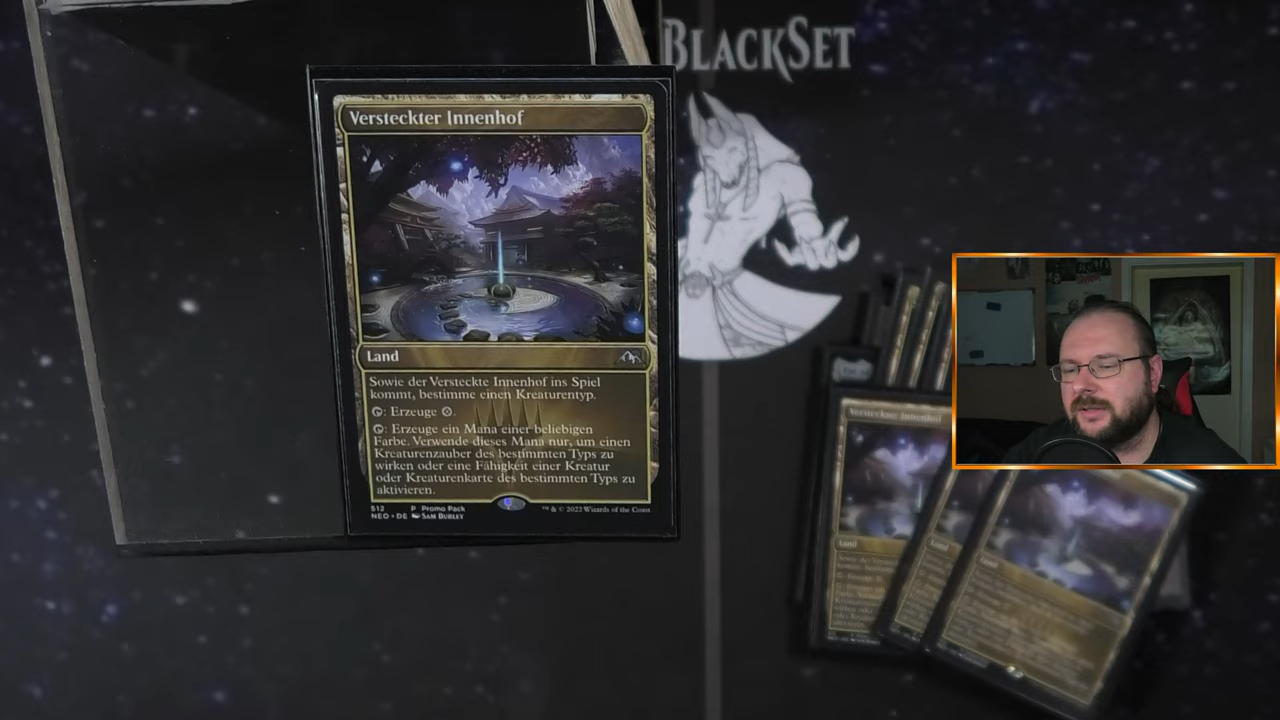 BLACKSET
Versteckter Innenhof
Land
Sowie der Versteckte Innenhof ins Spiel
kommt, bestimme einen Kreaturentyp.
: Erzeuge
: Erzeuge ein Mana einer beliebigen
Farbe. Verwende dieses Mana nur, um einen
Kreaturenzauber des bestimmten Typs zu
wirken oder eine Fähigkeit einer Kreatur
oder Kreaturenkarte des bestimmten Typs zu
aktivieren.
512 P Promo Pack
NEO • DE SAM BURLEY
™ & © 2022 Wizards of the Coast
Versteckter Innenhof
Land
Land
Land